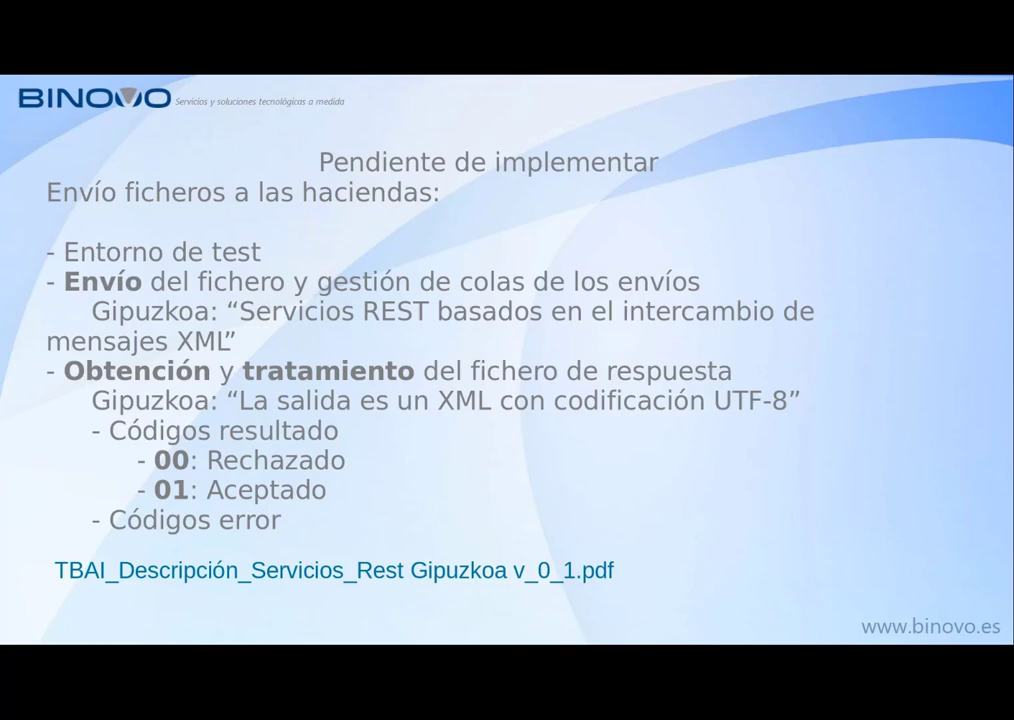 BINOVO Servicios y soluciones tecnológicas a medida
Pendiente de implementar
Envío ficheros a las haciendas:
- Entorno de test
- Envío del fichero y gestión de colas de los envíos
Gipuzkoa: “Servicios REST basados en el intercambio de
mensajes XML”
- Obtención y tratamiento del fichero de respuesta
Gipuzkoa: “La salida es un XML con codificación UTF-8”
- Códigos resultado
- 00: Rechazado
- 01: Aceptado
- Códigos error
TBAI_Descripción_Servicios_Rest Gipuzkoa v_0_1.pdf
www.binovo.es